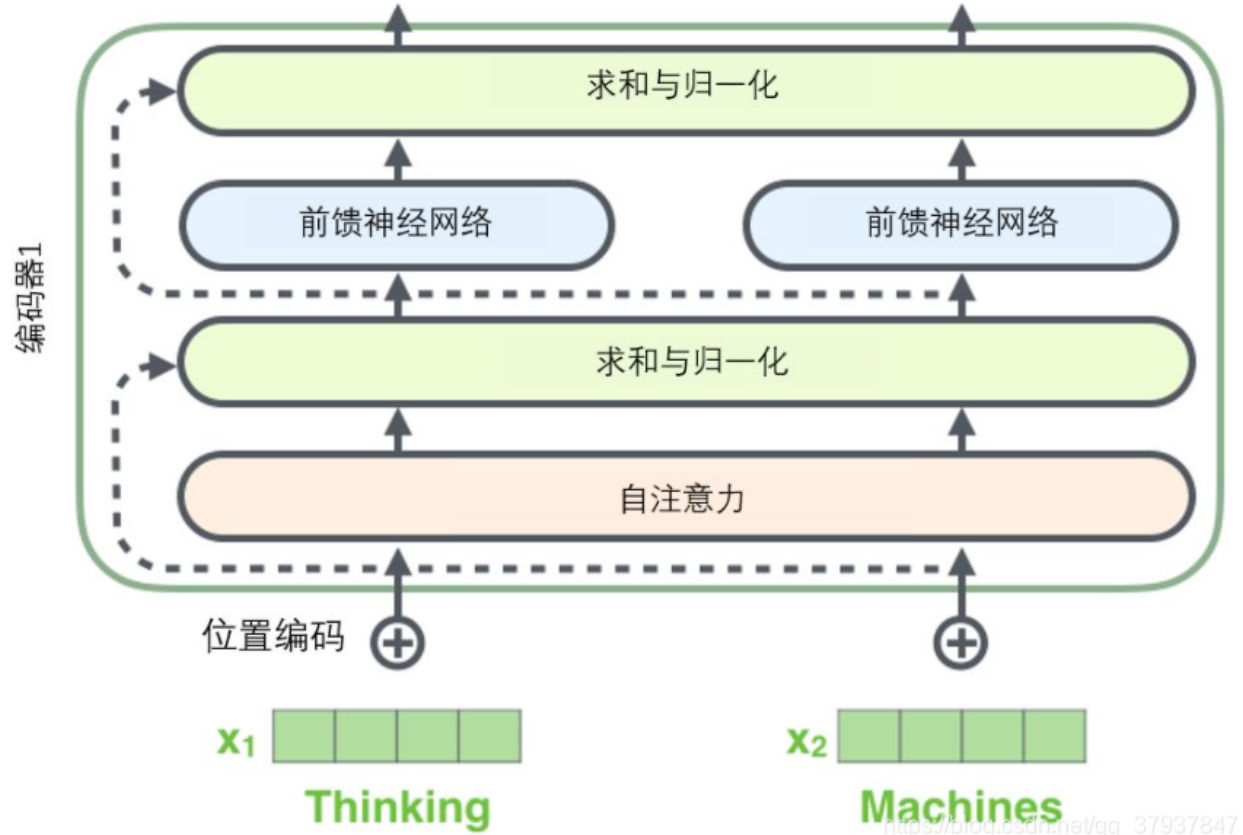 求和与归一化
前馈神经网络
前馈神经网络
编码器1
求和与归一化
自注意力
位置编码
x₁
x₂
Thinking
Machines
https://blog.csdn.net/qq_37937847